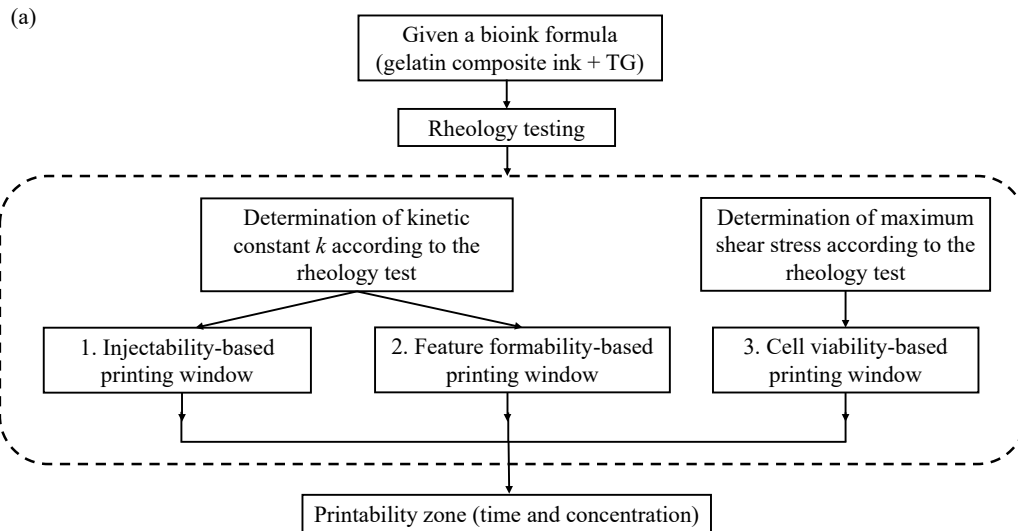 (a)
Given a bioink formula
(gelatin composite ink + TG)
Rheology testing
Determination of kinetic
constant k according to the
rheology test
Determination of maximum
shear stress according to the
rheology test
1. Injectability-based
printing window
2. Feature formability-based
printing window
3. Cell viability-based
printing window
Printability zone (time and concentration)